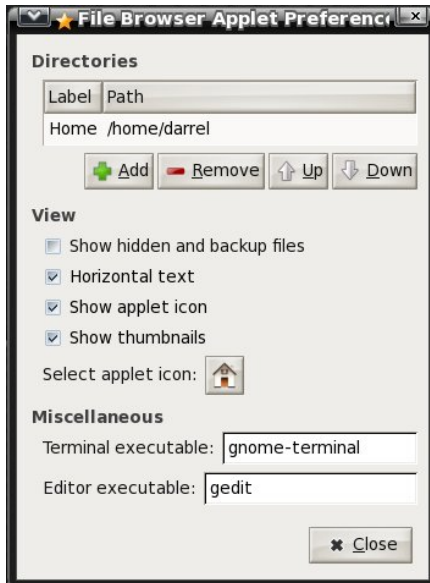 File Browser Applet Preferenc
Directories
Label Path
Home /home/darrel
Add Remove Up Down
View
Show hidden and backup files
Horizontal text
Show applet icon
Show thumbnails
Select applet icon:
Miscellaneous
Terminal executable: gnome-terminal
Editor executable: gedit
Close